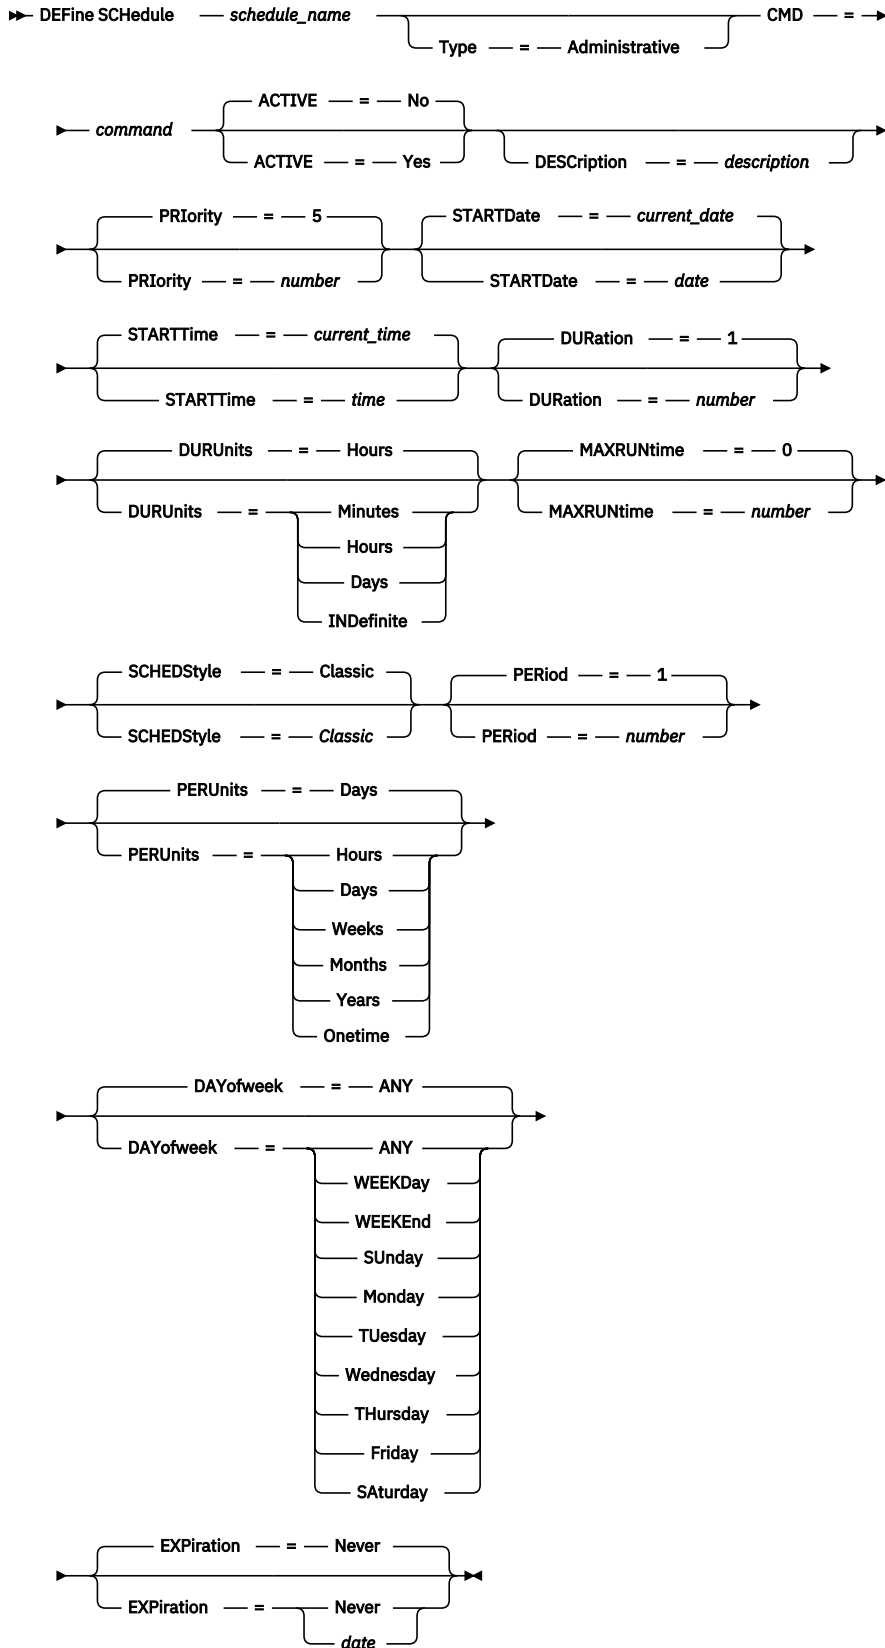 DEFine SCHedule schedule_name Type = Administrative CMD =
command ACTIVE = No
ACTIVE = Yes
DESCription = description
PRIority = 5
PRIority = number
STARTDate = current_date
STARTDate = date
STARTTime = current_time
STARTTime = time
DURation = 1
DURation = number
DURUnits = Hours
DURUnits = Minutes
Hours
Days
INDefinite
MAXRUNtime = 0
MAXRUNtime = number
SCHEDStyle = Classic
SCHEDStyle = Classic
PERiod = 1
PERiod = number
PERUnits = Days
PERUnits = Hours
Days
Weeks
Months
Years
Onetime
DAYofweek = ANY
DAYofweek = ANY
WEEKDay
WEEKEnd
SUnday
Monday
TUesday
Wednesday
THursday
Friday
SAturday
EXPiration = Never
EXPiration = Never
date